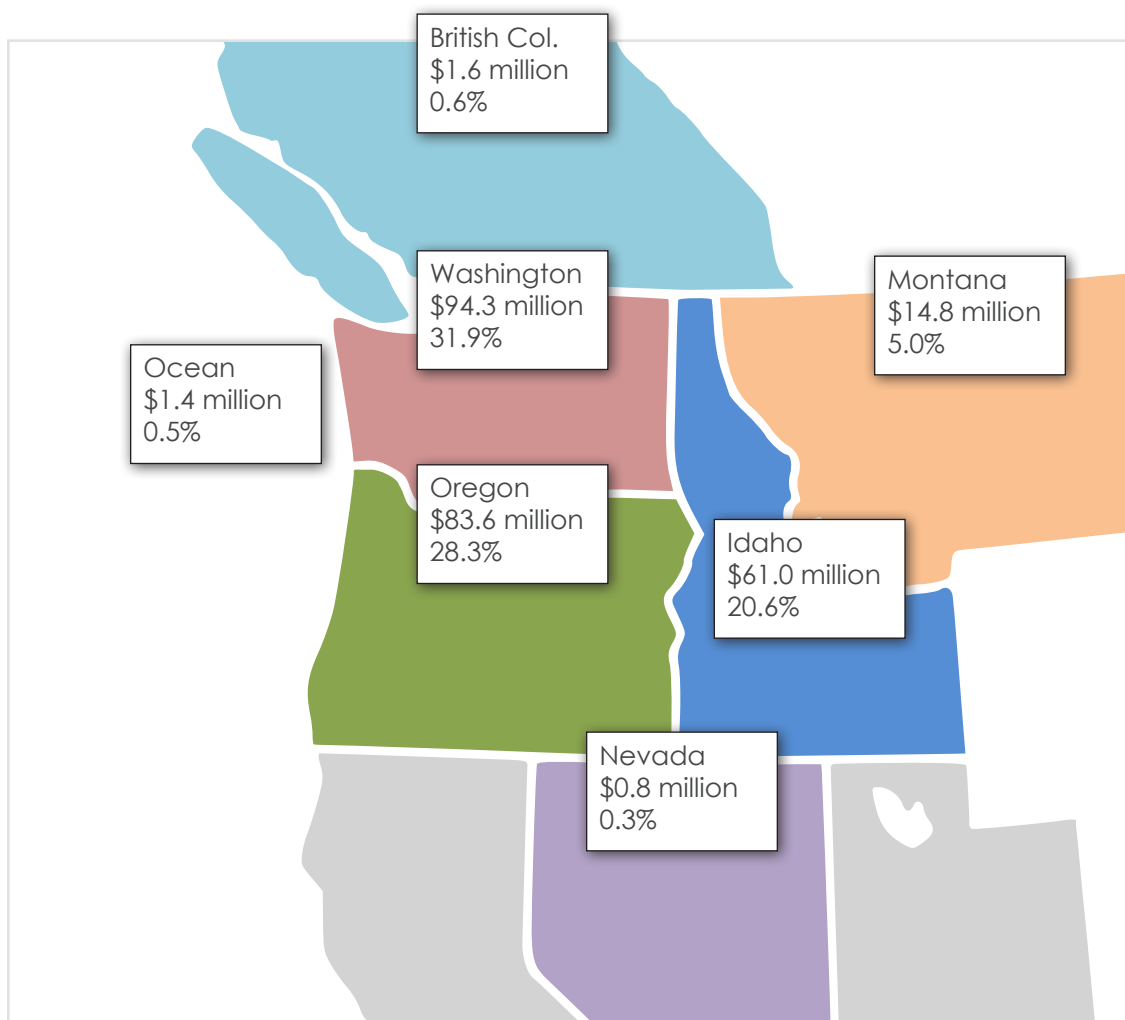 British Col.
$1.6 million
0.6%
Washington
$94.3 million
31.9%
Montana
$14.8 million
5.0%
Ocean
$1.4 million
0.5%
Oregon
$83.6 million
28.3%
Idaho
$61.0 million
20.6%
Nevada
$0.8 million
0.3%